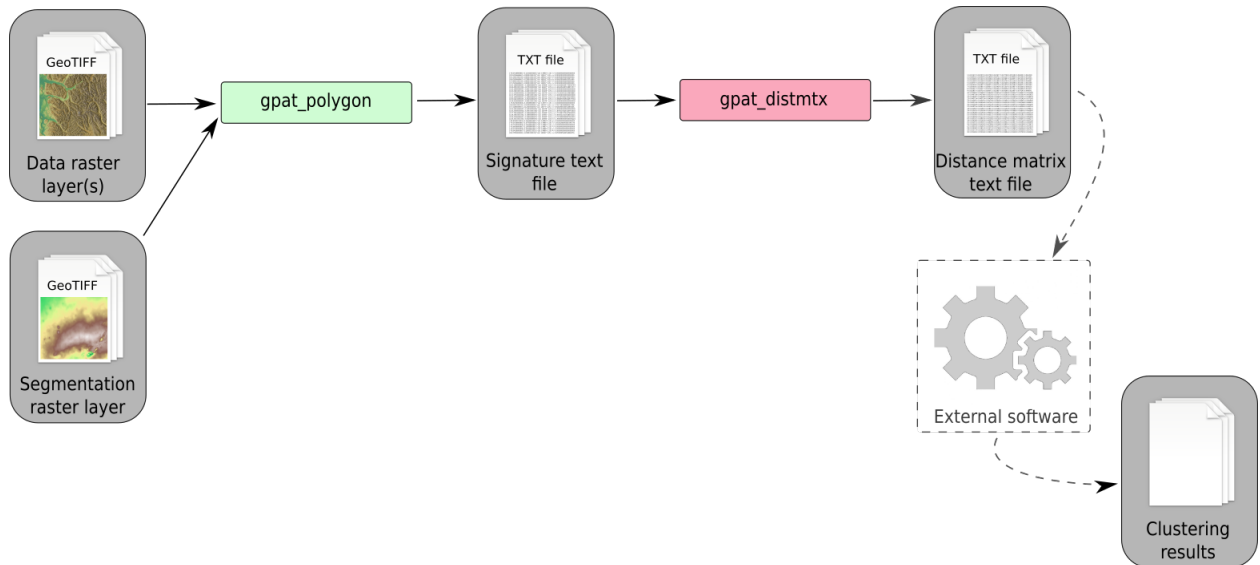 GeoTIFF
Data raster
layer(s)
gpat_polygon
TXT file
Signature text
file
gpat_distmtx
TXT file
Distance matrix
text file
GeoTIFF
Segmentation
raster layer
External software
Clustering
results